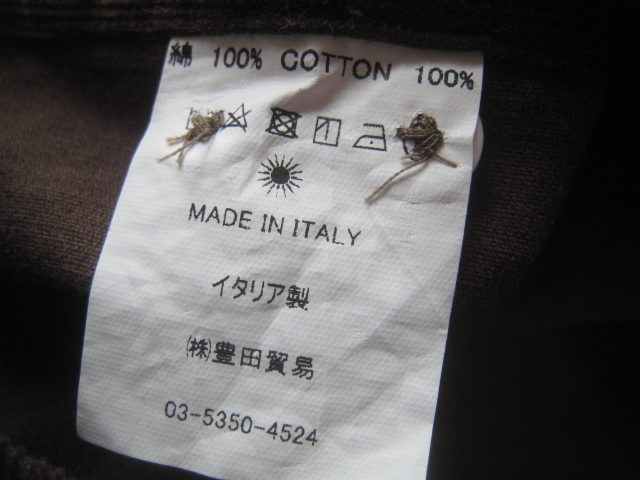 綿 100% COTTON 100%
MADE IN ITALY
イタリア製
㈱豊田貿易
03-5350-4524